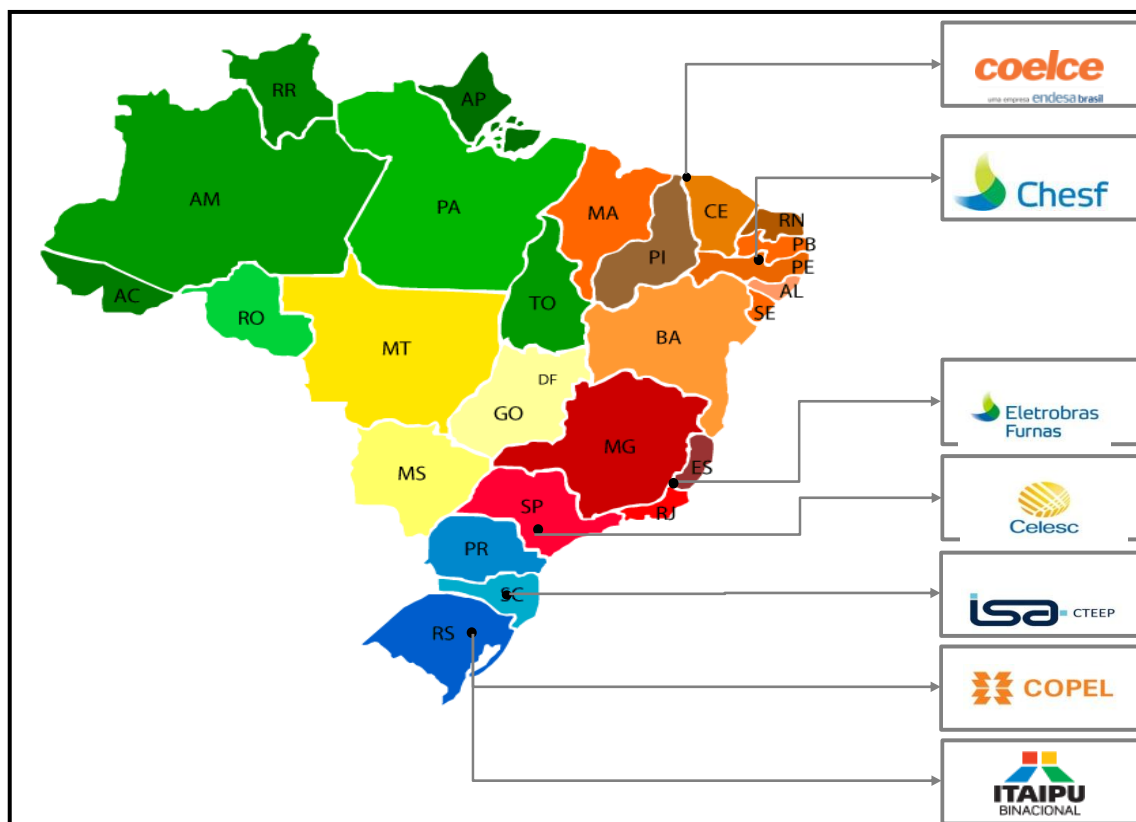 RR
AP
AM
PA
MA
CE
RN
PB
PI
PE
AL
AC
TO
SE
RO
BA
MT
DF
GO
MG
MS
ES
SP
RJ
PR
SC
RS
coelce
uma empresa endesa brasil
Chesf
Eletrobras
Furnas
Celesc
isa CTEEP
COPEL
ITAIPU
BINACIONAL